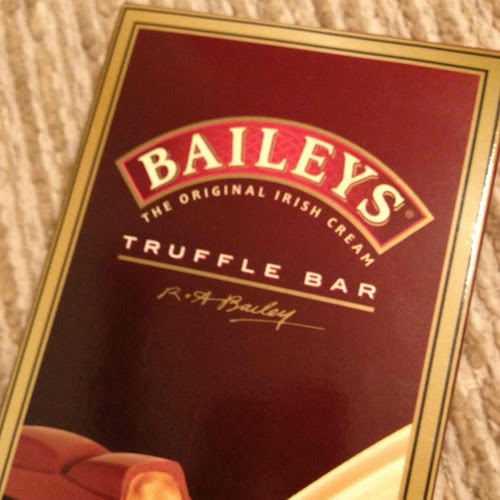 BAILEYS®
THE ORIGINAL IRISH CREAM
TRUFFLE BAR
R·A Bailey